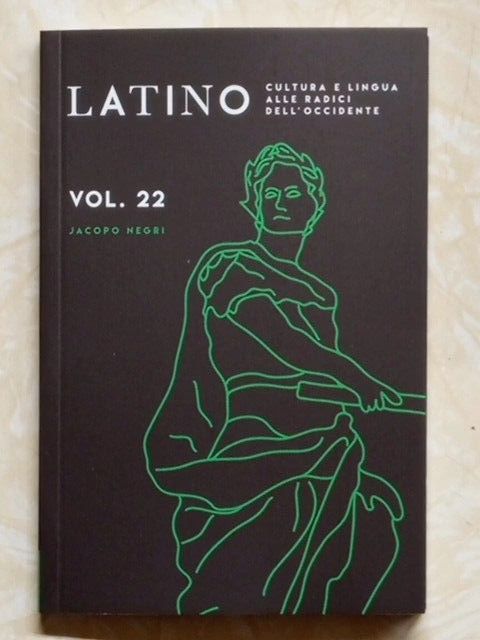 LATINO
CULTURA E LINGUA
ALLE RADICI
DELL'OCCIDENTE
VOL. 22
JACOPO NEGRI